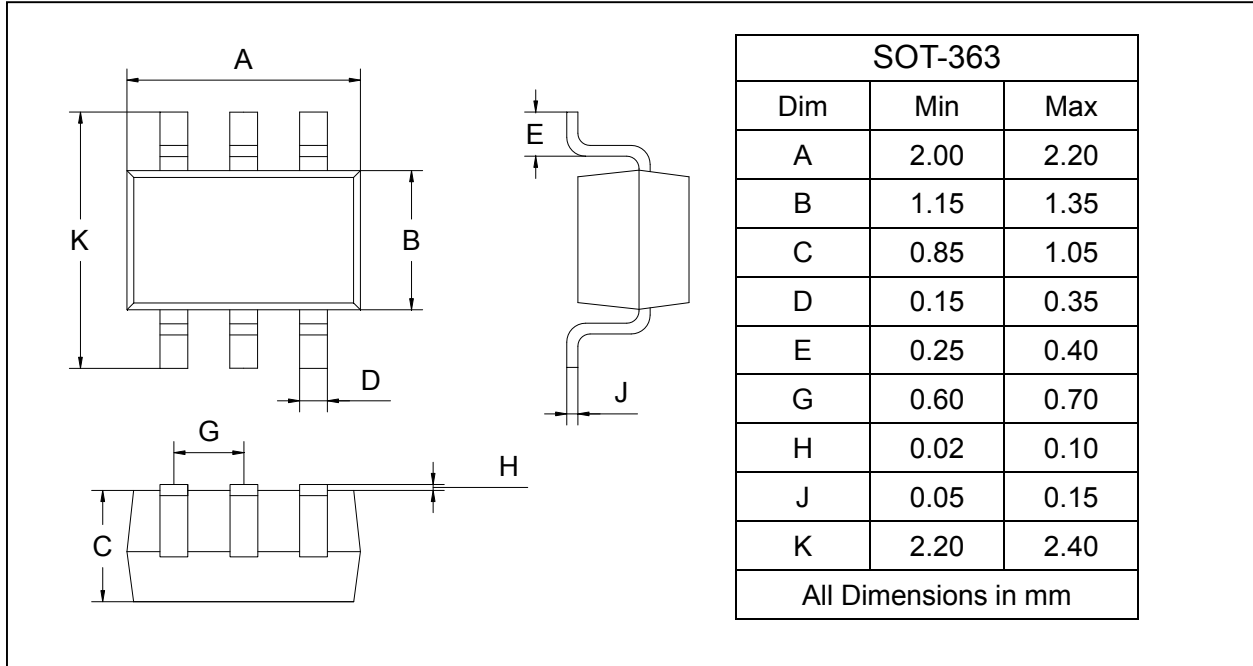 A
E
K
B
D
J
G
H
C
SOT-363
Dim Min Max
A 2.00 2.20
B 1.15 1.35
C 0.85 1.05
D 0.15 0.35
E 0.25 0.40
G 0.60 0.70
H 0.02 0.10
J 0.05 0.15
K 2.20 2.40
All Dimensions in mm